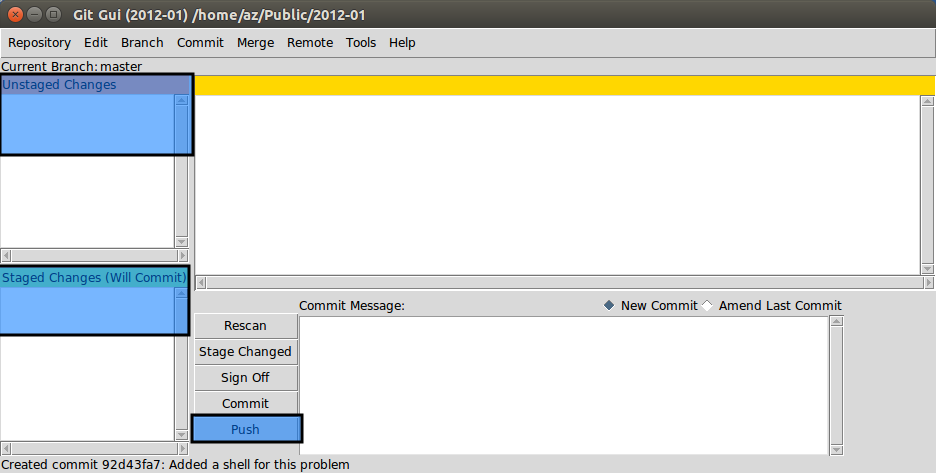 Git Gui (2012-01) /home/az/Public/2012-01
Repository Edit Branch Commit Merge Remote Tools Help
Current Branch: master
Unstaged Changes
Staged Changes (Will Commit)
Commit Message: New Commit Amend Last Commit
Rescan
Stage Changed
Sign Off
Commit
Push
Created commit 92d43fa7: Added a shell for this problem